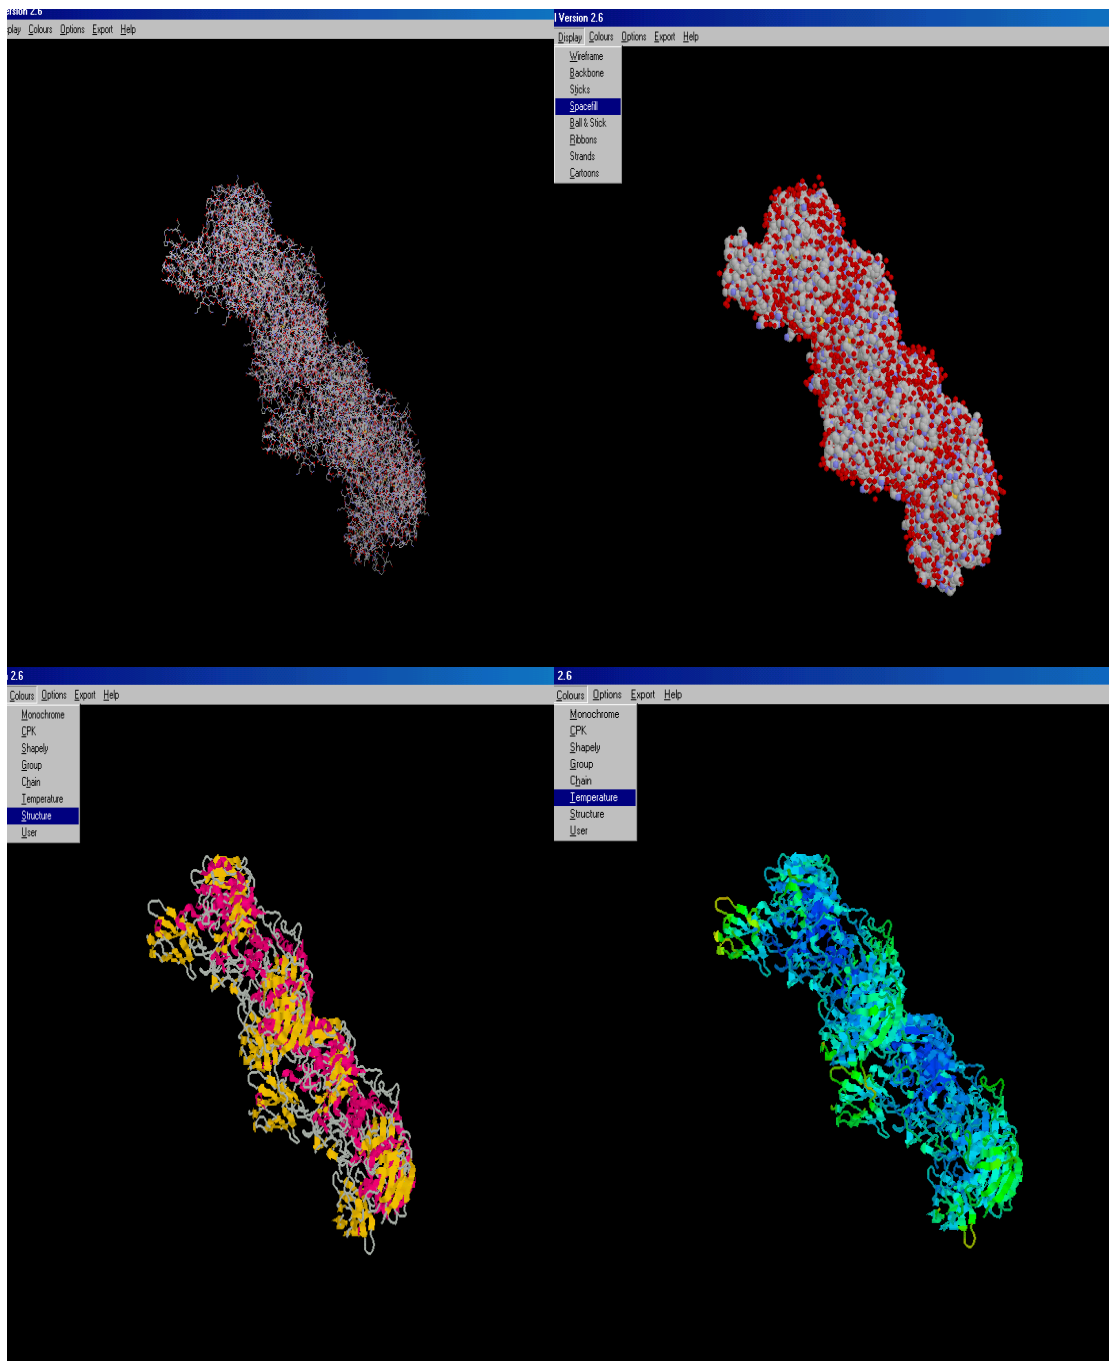 ersion 2.6
play Colours Options Export Help
l Version 2.6
Display Colours Options Export Help
Wireframe
Backbone
Sticks
Spacefill
Ball & Stick
Ribbons
Strands
Cartoons
2.6
Colours Options Export Help
Monochrome
CPK
Shapely
Group
Chain
Temperature
Structure
User
2.6
Colours Options Export Help
Monochrome
CPK
Shapely
Group
Chain
Temperature
Structure
User